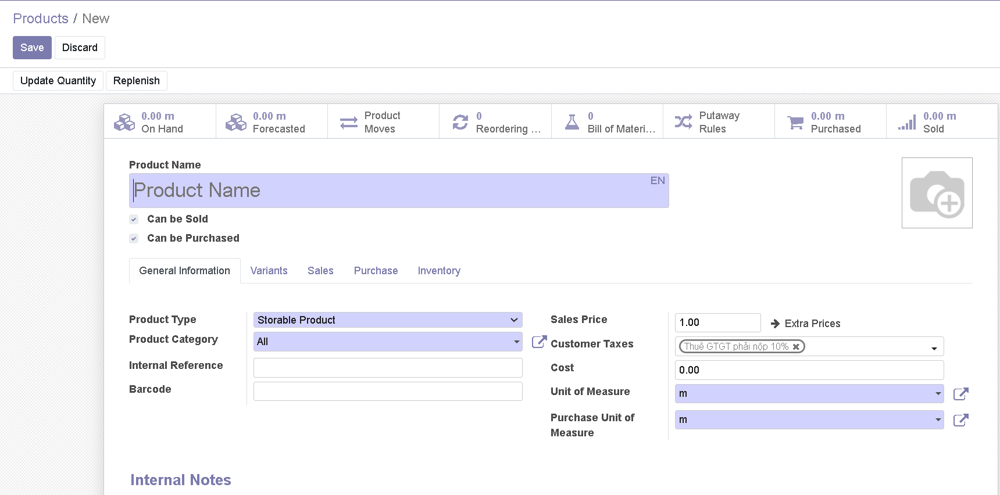 Products / New
Save Discard
Update Quantity Replenish
0.00 m
On Hand
0.00 m
Forecasted
Product
Moves
0
Reordering ...
0
Bill of Materi...
Putaway
Rules
0.00 m
Purchased
0.00 m
Sold
Product Name
Product Name EN
Can be Sold
Can be Purchased
General Information Variants Sales Purchase Inventory
Product Type Storable Product
Product Category All
Internal Reference
Barcode
Sales Price 1.00 Extra Prices
Customer Taxes Thuế GTGT phải nộp 10%
Cost 0.00
Unit of Measure m
Purchase Unit of
Measure m
Internal Notes